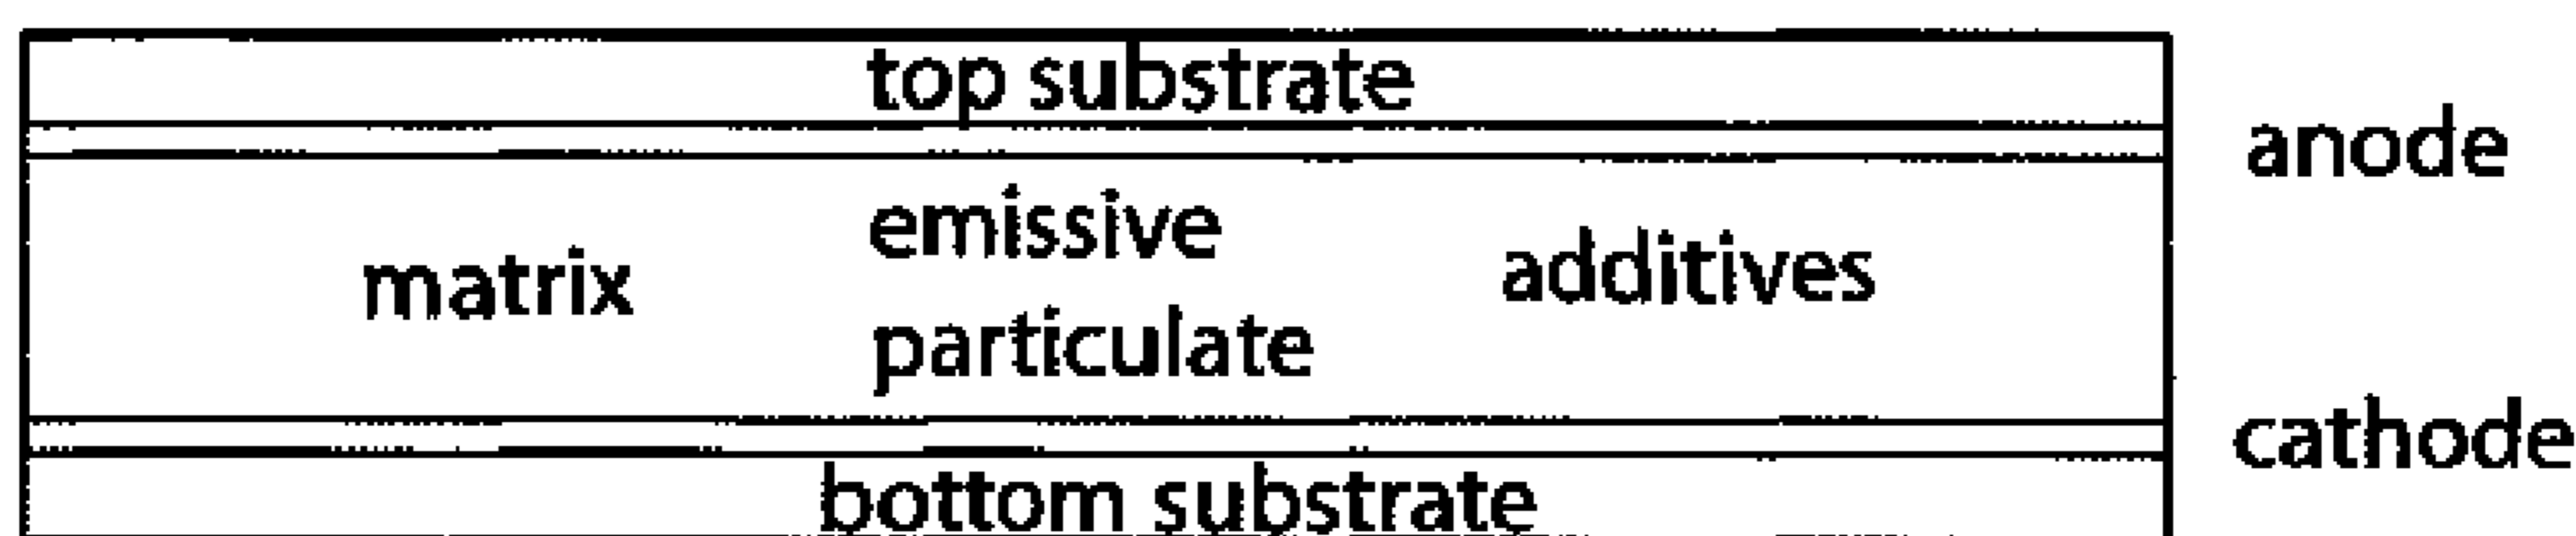 top substrate
anode
emissive
matrix
additives
particulate
cathode
bottom substrate